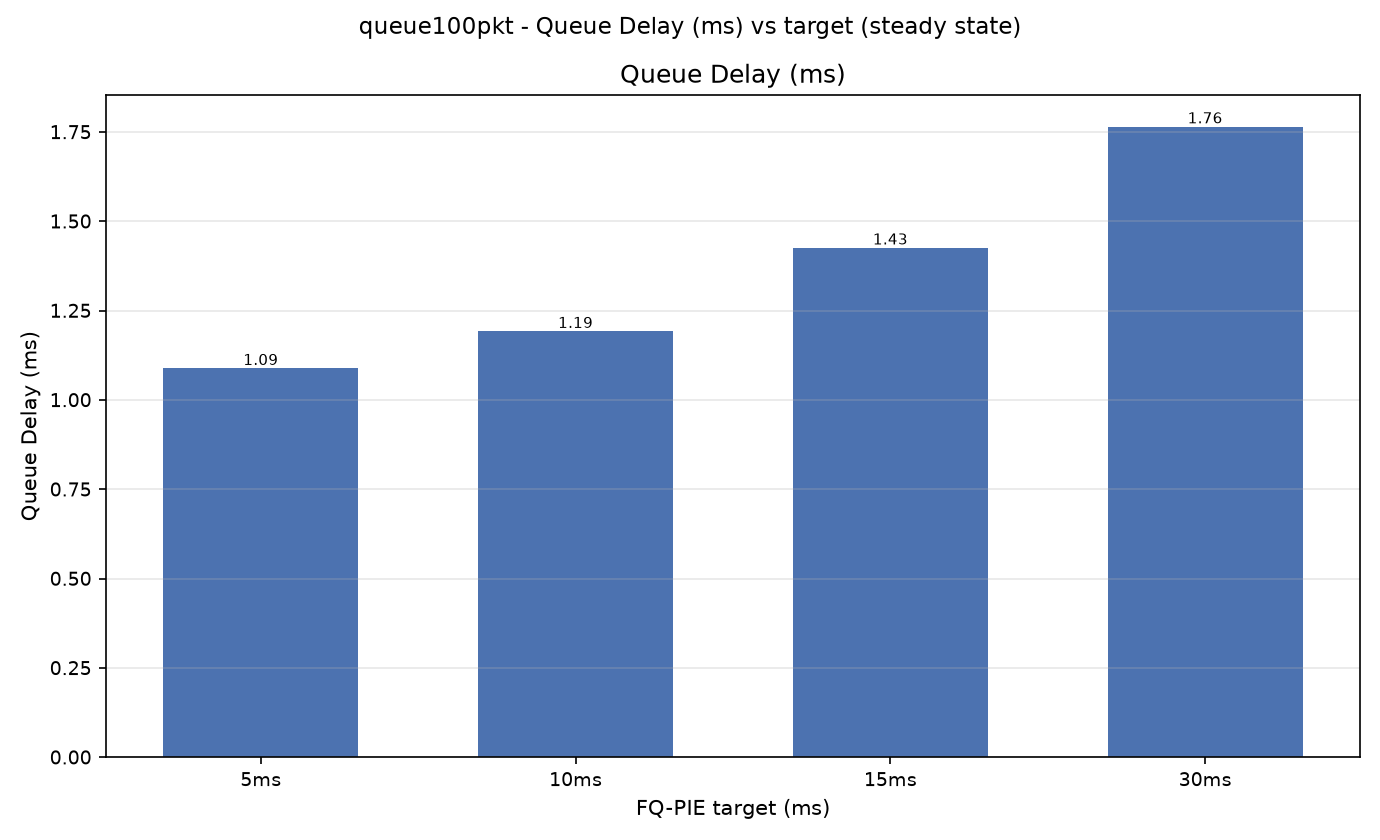 queue100pkt - Queue Delay (ms) vs target (steady state)
Queue Delay (ms)
Queue Delay (ms)
1.75
1.50
1.25
1.00
0.75
0.50
0.25
0.00
1.09
1.19
1.43
1.76
5ms
10ms
15ms
30ms
FQ-PIE target (ms)